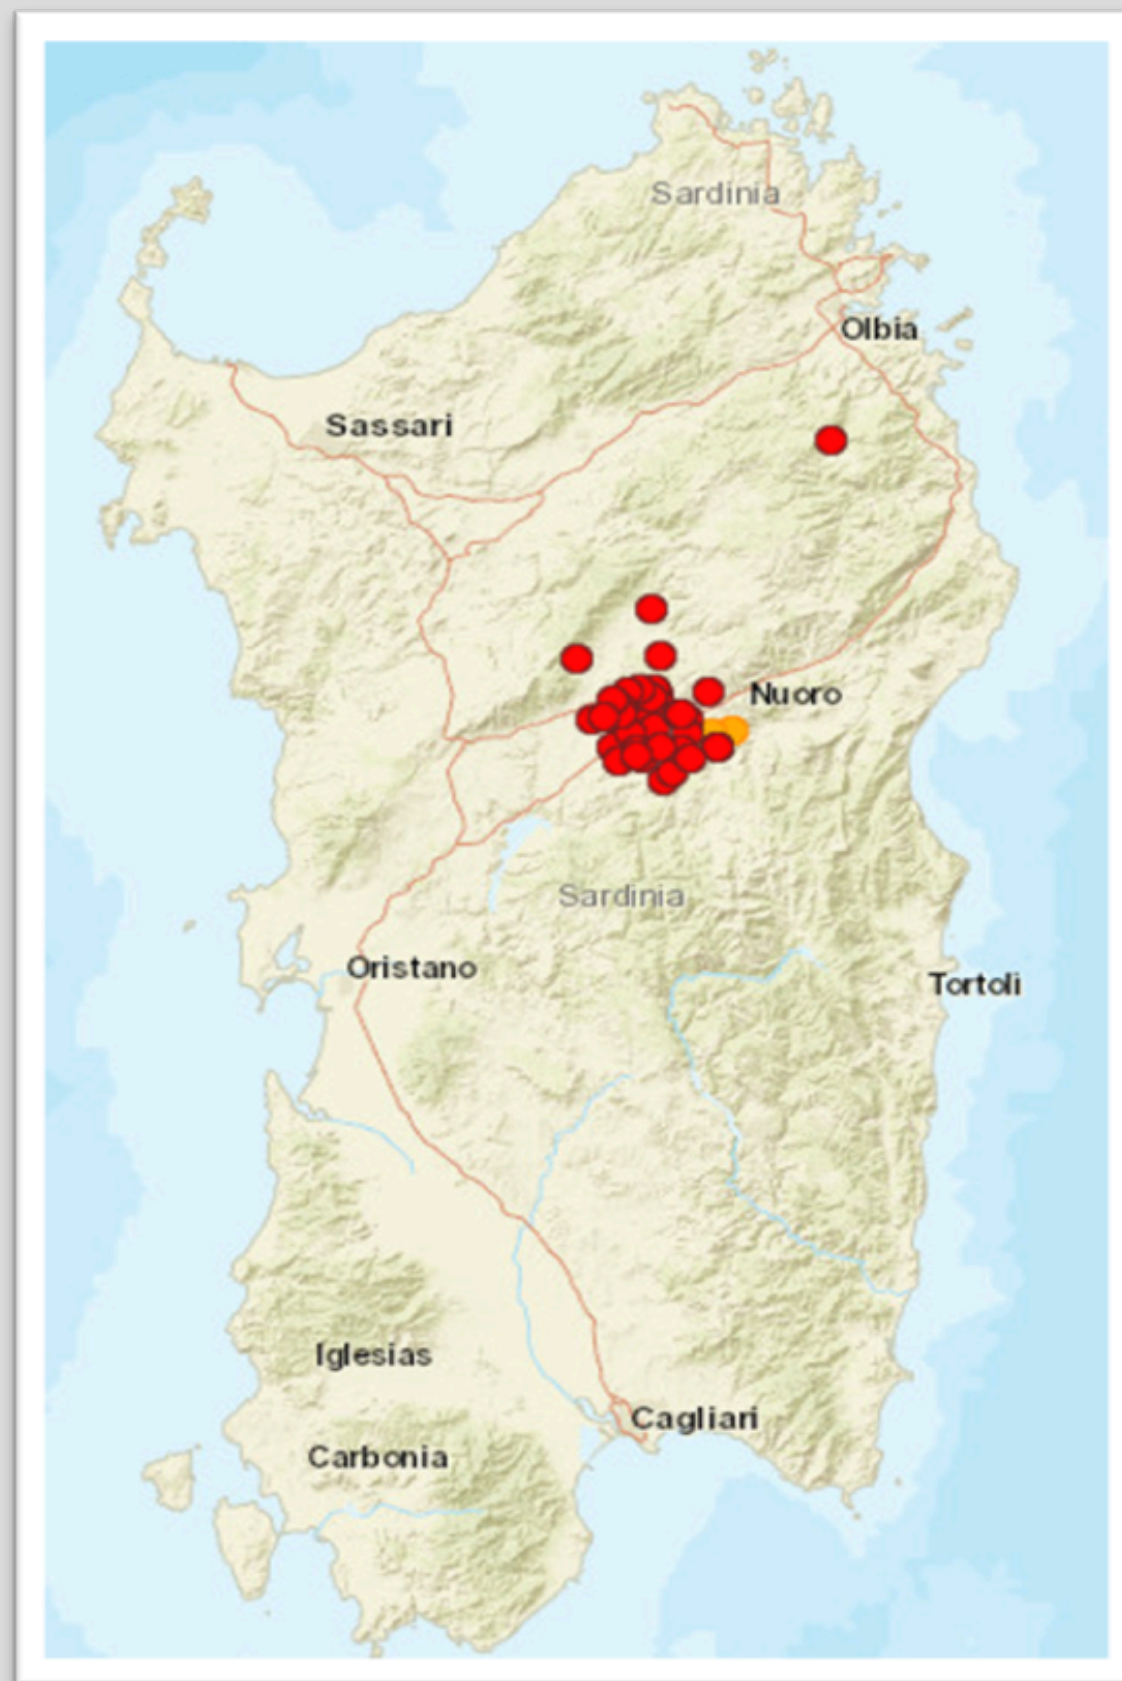 Sardinia
Olbia
Sassari
Nuoro
Sardinia
Oristano
Tortolì
Iglesias
Cagliari
Carbonia